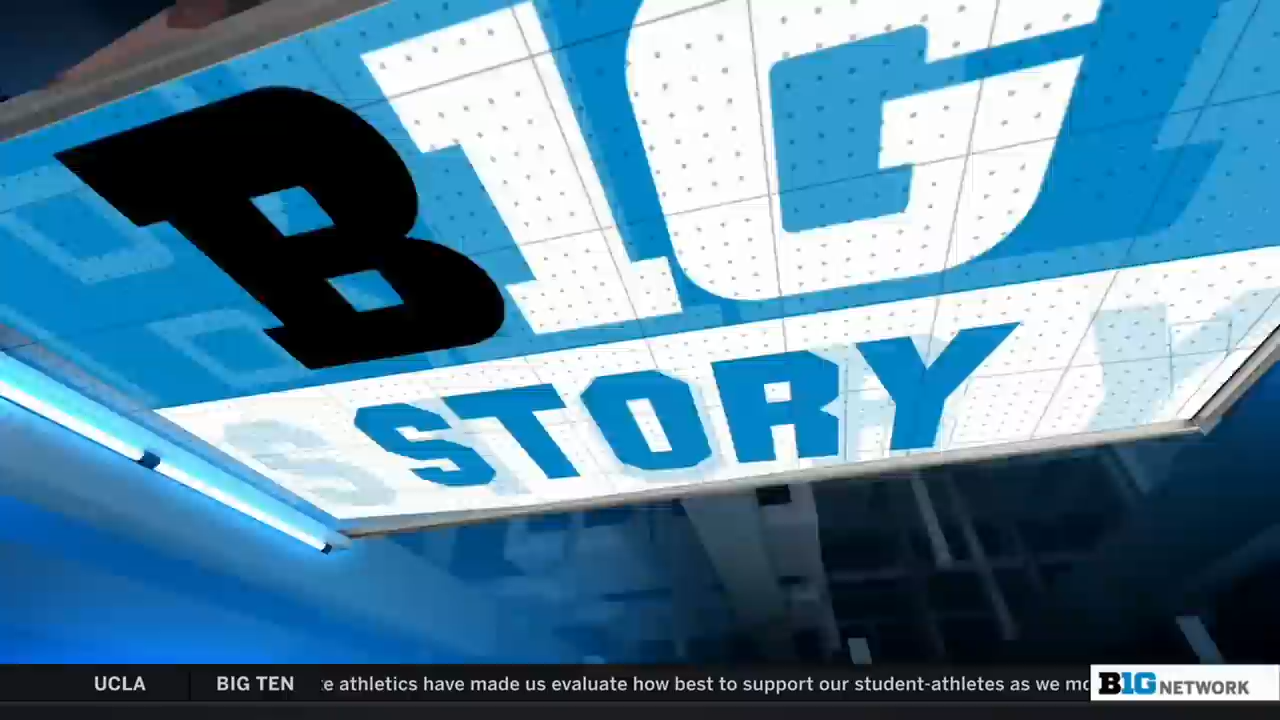 B1G
STORY
UCLA
BIG TEN
athletics have made us evaluate how best to support our student-athletes as we
B1G NETWORK